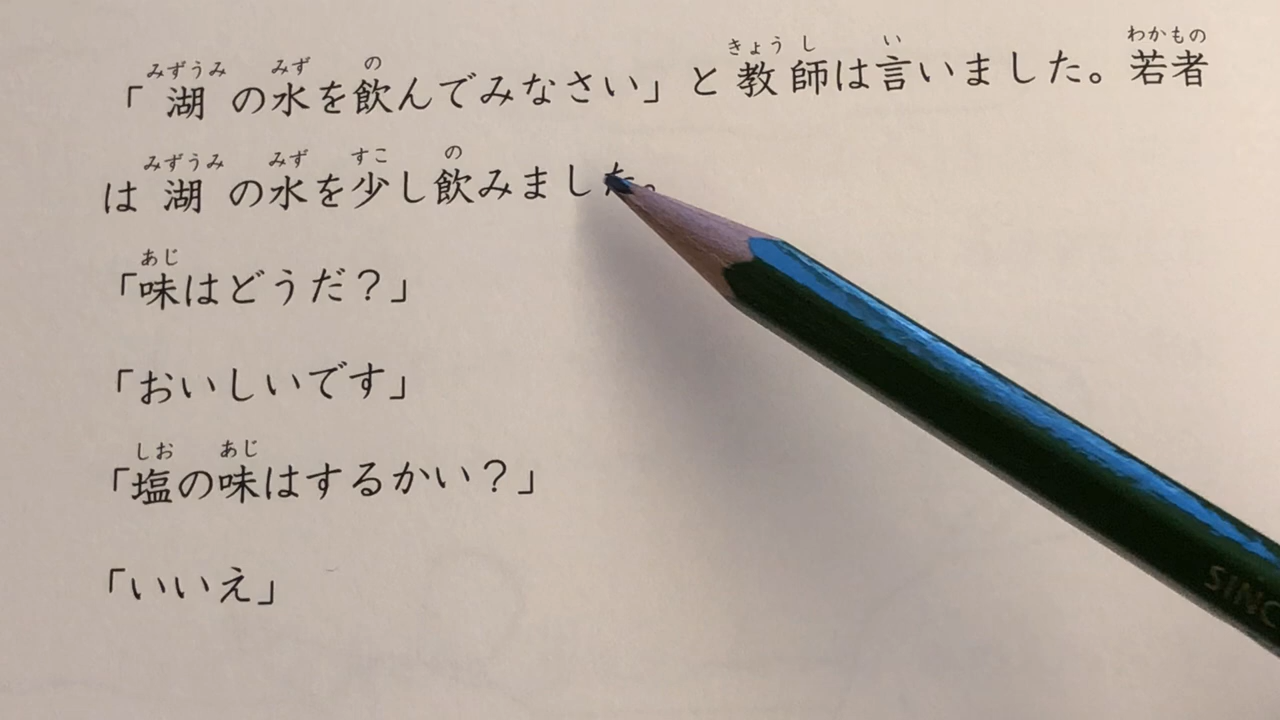 「湖の水を飲んでみなさい」と教師は言いました。若者
は湖の水を少し飲みました。
「味はどうだ？」
「おいしいです」
「塩の味はするかい？」
「いいえ」